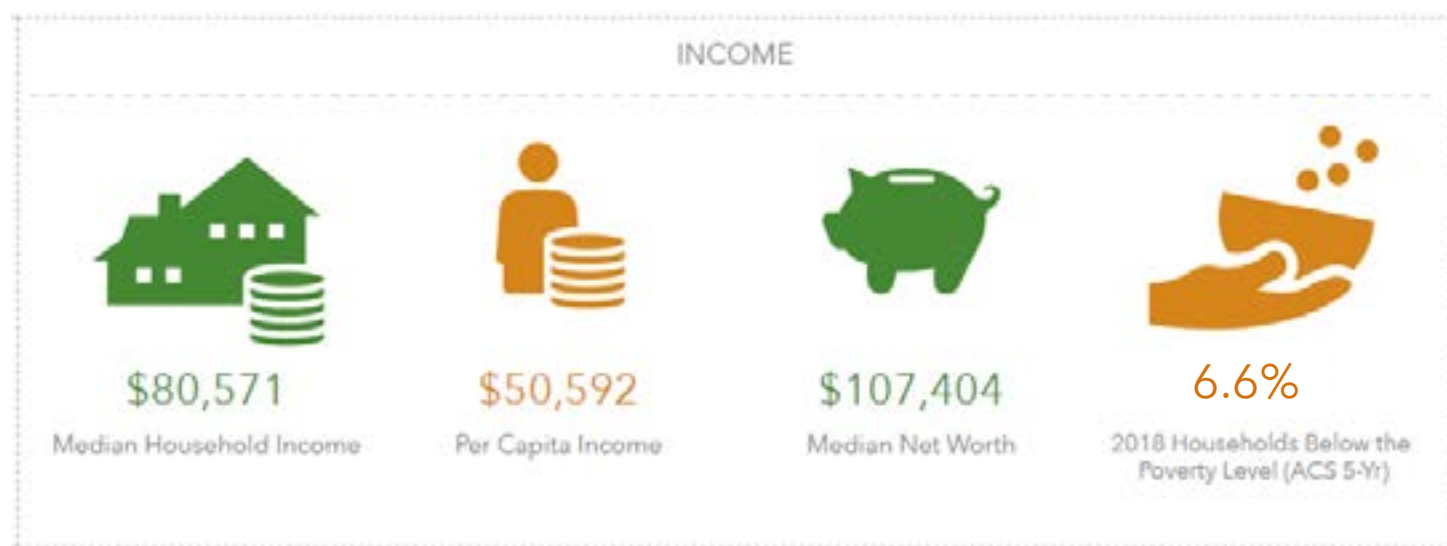 INCOME
$80,571
Median Household Income
$50,592
Per Capita Income
$107,404
Median Net Worth
6.6%
2018 Households Below the
Poverty Level (ACS 5-Yr)